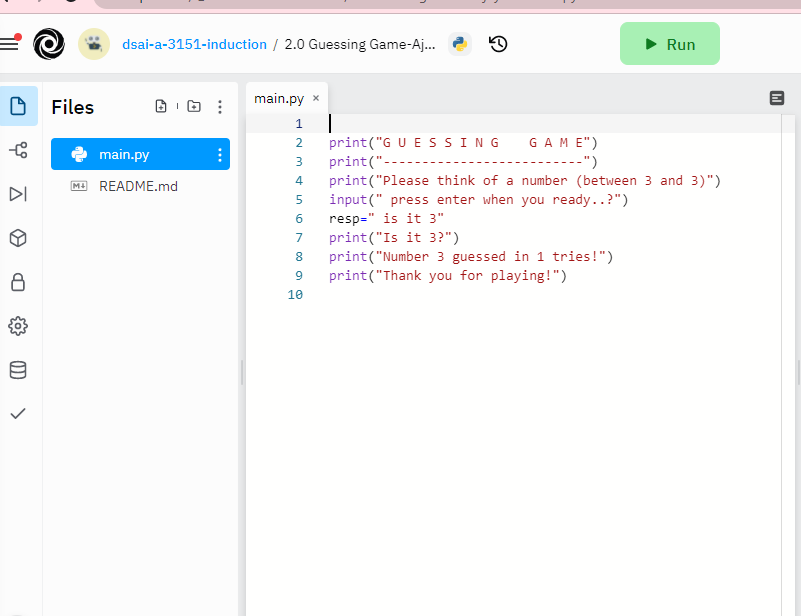 dsai-a-3151-induction / 2.0 Guessing Game-Aj...
Run
Files
main.py
README.md
main.py ×
1
2 print("G U E S S I N G    G A M E")
3 print("--------------------------")
4 print("Please think of a number (between 3 and 3)")
5 input(" press enter when you ready..?")
6 resp=" is it 3"
7 print("Is it 3?")
8 print("Number 3 guessed in 1 tries!")
9 print("Thank you for playing!")
10